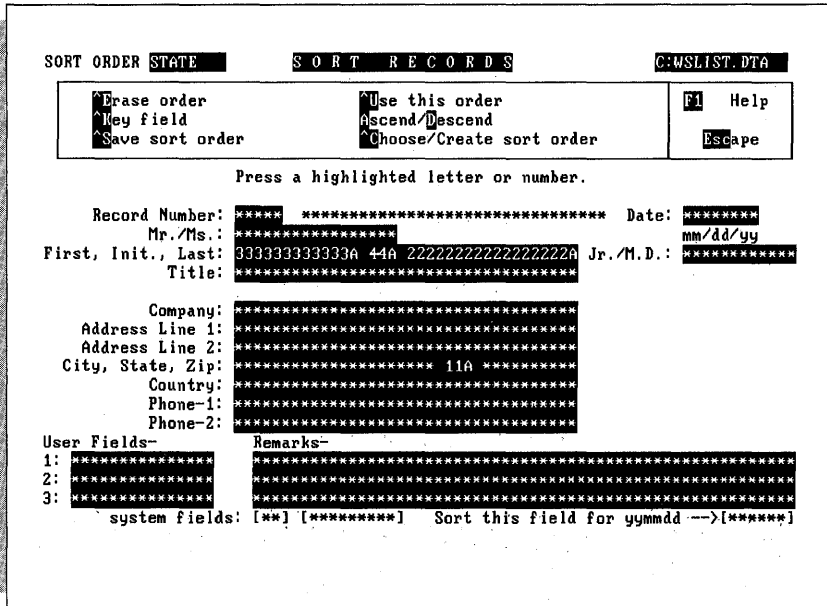 SORT ORDER STATE S O R T R E C O R D S C:WSLIST.DTA
^Erase order ^Use this order F1 Help
^Key field Ascend/Descend
^Save sort order ^Choose/Create sort order Escape
Press a highlighted letter or number.
Record Number: ***** ******************************** Date: ********
Mr./Ms.: ***************** mm/dd/yy
First, Init., Last: 333333333333A 44A 22222222222222222A Jr./M.D.: ************
Title: ************************************
Company: ************************************
Address Line 1: ************************************
Address Line 2: ************************************
City, State, Zip: ********************* 11A **********
Country: ************************************
Phone-1: ************************************
Phone-2: ************************************
User Fields- Remarks-
1: *************** *********************************************************
2: *************** *********************************************************
3: *************** *********************************************************
system fields: [**] [*********] Sort this field for yymmdd -->[******]